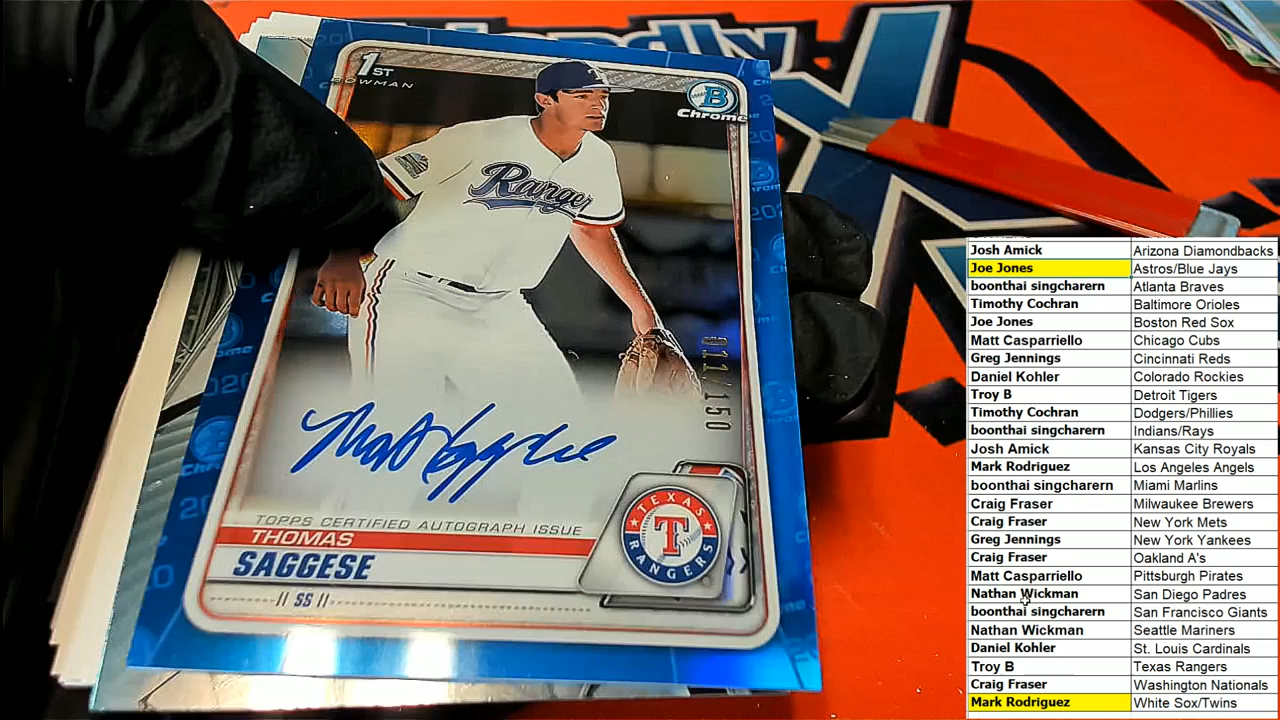 1ST
BOWMAN
B
Chrome
Rangers
011/150
TOPPS CERTIFIED AUTOGRAPH ISSUE
THOMAS
SAGGESE
// SS //
TEXAS
T
RANGERS
Josh Amick Arizona Diamondbacks
Joe Jones Astros/Blue Jays
boonthai singcharern Atlanta Braves
Timothy Cochran Baltimore Orioles
Joe Jones Boston Red Sox
Matt Casparriello Chicago Cubs
Greg Jennings Cincinnati Reds
Daniel Kohler Colorado Rockies
Troy B Detroit Tigers
Timothy Cochran Dodgers/Phillies
boonthai singcharern Indians/Rays
Josh Amick Kansas City Royals
Mark Rodriguez Los Angeles Angels
boonthai singcharern Miami Marlins
Craig Fraser Milwaukee Brewers
Craig Fraser New York Mets
Greg Jennings New York Yankees
Craig Fraser Oakland A's
Matt Casparriello Pittsburgh Pirates
Nathan Wickman San Diego Padres
boonthai singcharern San Francisco Giants
Nathan Wickman Seattle Mariners
Daniel Kohler St. Louis Cardinals
Troy B Texas Rangers
Craig Fraser Washington Nationals
Mark Rodriguez White Sox/Twins